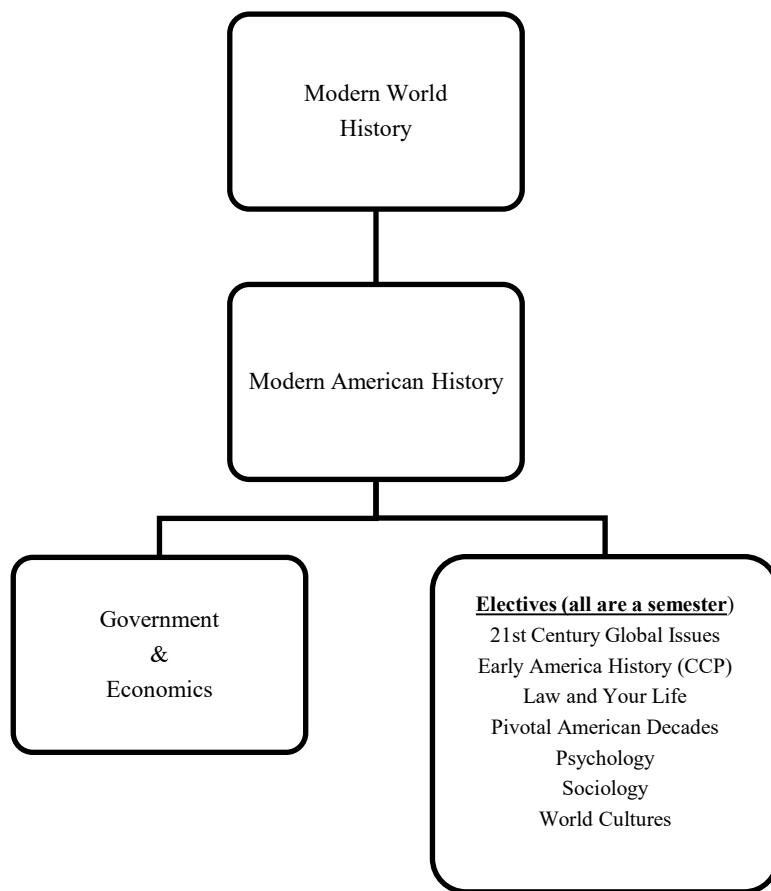 Modern World
History
Modern American History
Government
&
Economics
Electives (all are a semester)
21st Century Global Issues
Early America History (CCP)
Law and Your Life
Pivotal American Decades
Psychology
Sociology
World Cultures